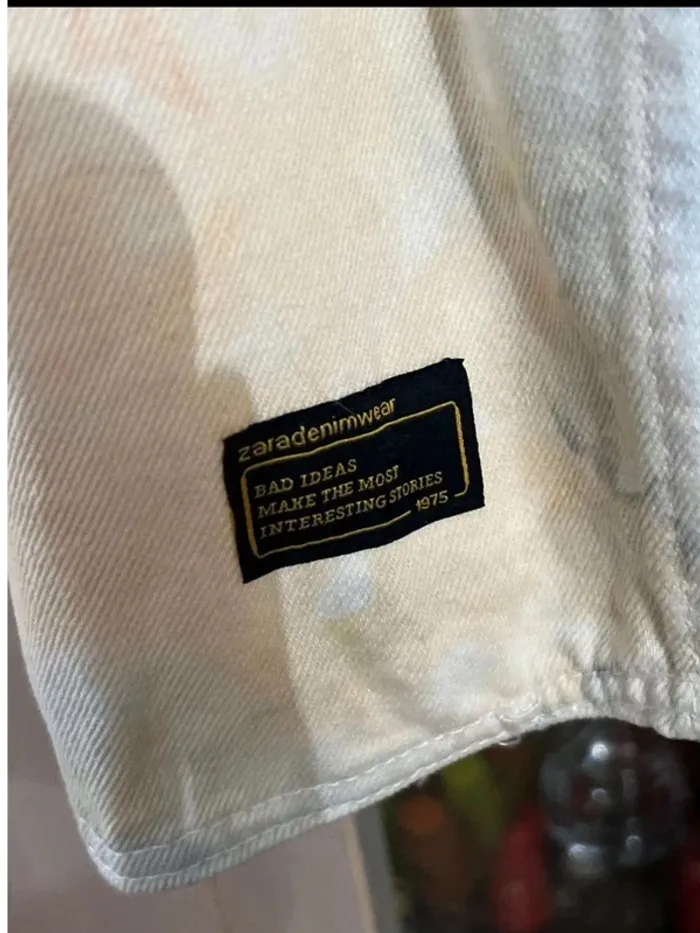 zaradenimwear
BAD IDEAS
MAKE THE MOST
INTERESTING STORIES
1975